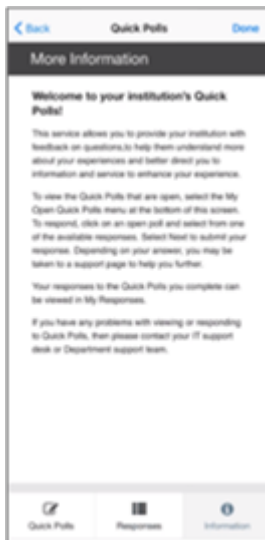 Back Quick Polls Done
More Information
Welcome to your institution's Quick
Polls!
This service allows you to provide your institution with
feedback on questions,to help them understand more
about your experiences and better direct you to
information and service to enhance your experience.
To view the Quick Polls that are open, select the My
Open Quick Polls menu at the bottom of this screen.
To respond, click on an open poll and select from one
of the available responses. Select Next to submit your
response. Depending on your answer, you may be
taken to a support page to help you further.
Your responses to the Quick Polls you complete can
be viewed in My Responses.
If you have any problems with viewing or responding
to Quick Polls, then please contact your IT support
desk or Department support team.
Quick Polls Responses Information